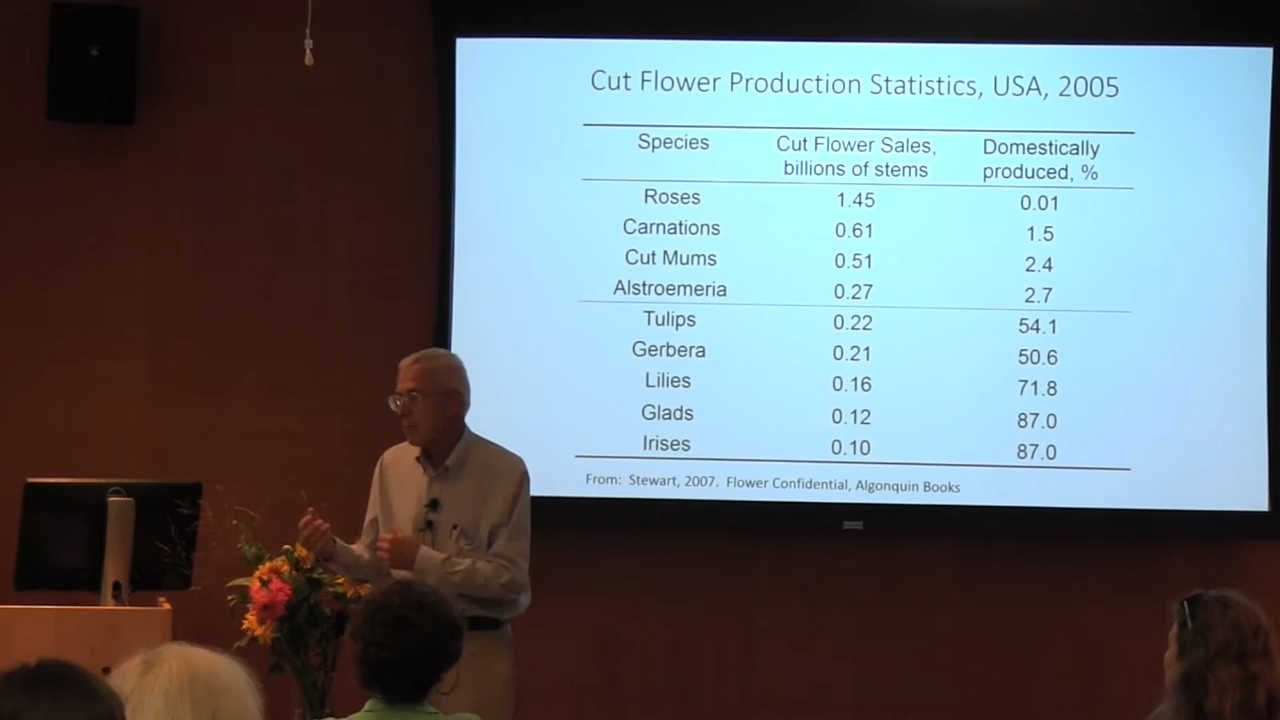 Cut Flower Production Statistics, USA, 2005
Species Cut Flower Sales, billions of stems Domestically produced, %
Roses 1.45 0.01
Carnations 0.61 1.5
Cut Mums 0.51 2.4
Alstroemeria 0.27 2.7
Tulips 0.22 54.1
Gerbera 0.21 50.6
Lilies 0.16 71.8
Glads 0.12 87.0
Irises 0.10 87.0
From: Stewart, 2007. Flower Confidential, Algonquin Books